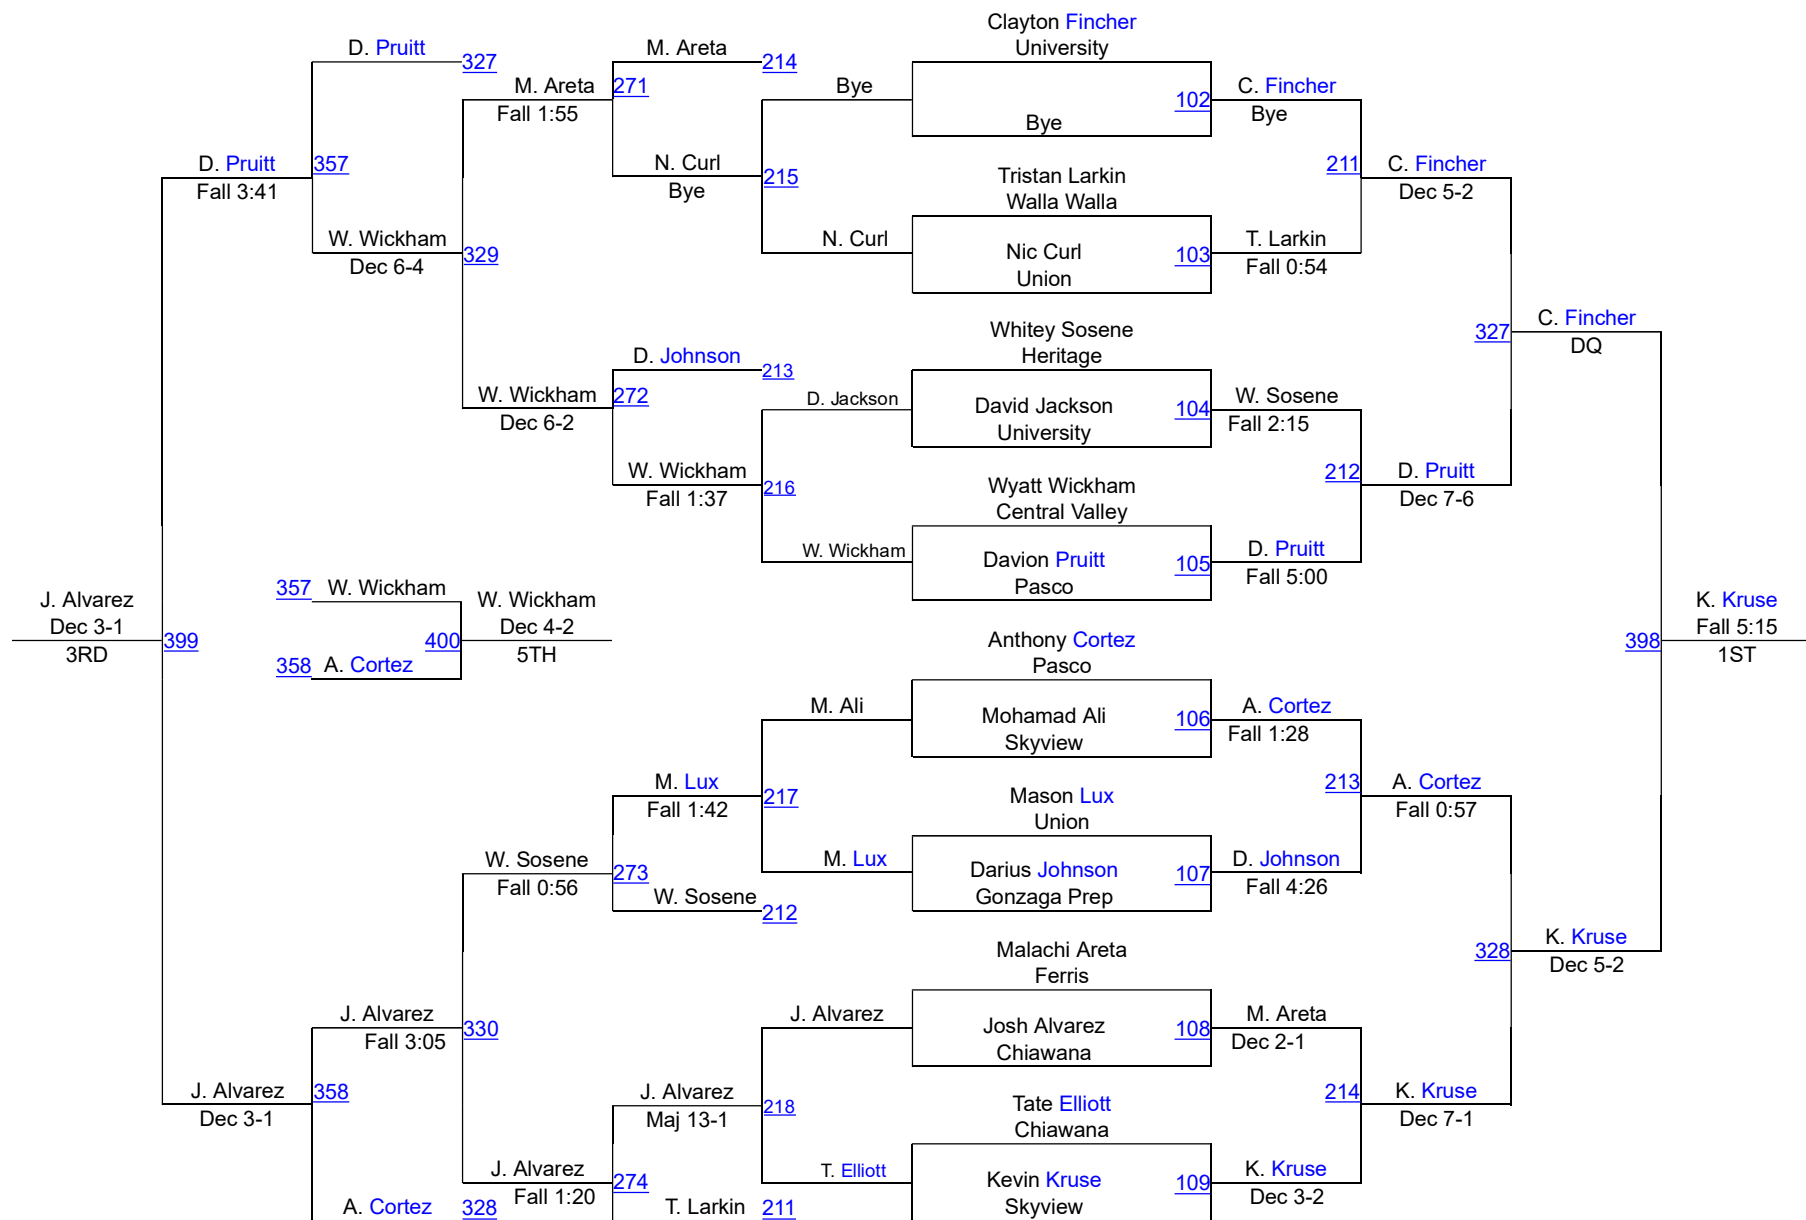 Clayton Fincher
D. Pruitt M. Areta University
327 214
M. Areta 271 Bye 102 C. Fincher
Fall 1:55 Bye Bye
D. Pruitt 357 N. Curl 215 211 C. Fincher
Fall 3:41 Bye Tristan Larkin Dec 5-2
Walla Walla
W. Wickham 329 N. Curl Nic Curl 103 T. Larkin
Dec 6-4 Union Fall 0:54
Whitey Sosene 327 C. Fincher
D. Johnson 213 Heritage DQ
W. Wickham 272 D. Jackson David Jackson 104 W. Sosene
Dec 6-2 University Fall 2:15
W. Wickham 216 Wyatt Wickham 212 D. Pruitt
Fall 1:37 Central Valley Dec 7-6
W. Wickham Davion Pruitt 105 D. Pruitt
357 W. Wickham Pasco Fall 5:00
J. Alvarez W. Wickham K. Kruse
Dec 3-1 Dec 4-2 Fall 5:15
399 400 Anthony Cortez 398
3RD 358 A. Cortez 5TH Pasco 1ST
M. Ali Mohamad Ali 106 A. Cortez
Skyview Fall 1:28
M. Lux 217 Mason Lux 213 A. Cortez
Fall 1:42 Union Fall 0:57
W. Sosene 273 M. Lux Darius Johnson 107 D. Johnson
Fall 0:56 W. Sosene 212 Gonzaga Prep Fall 4:26
Malachi Areta 328 K. Kruse
Ferris Dec 5-2
J. Alvarez 330 J. Alvarez Josh Alvarez 108 M. Areta
Fall 3:05 Chiawana Dec 2-1
J. Alvarez 358 J. Alvarez 218 Tate Elliott 214 K. Kruse
Dec 3-1 Maj 13-1 Chiawana Dec 7-1
J. Alvarez 274 T. Elliott Kevin Kruse 109 K. Kruse
Fall 1:20 Skyview Dec 3-2
A. Cortez 328 T. Larkin 211